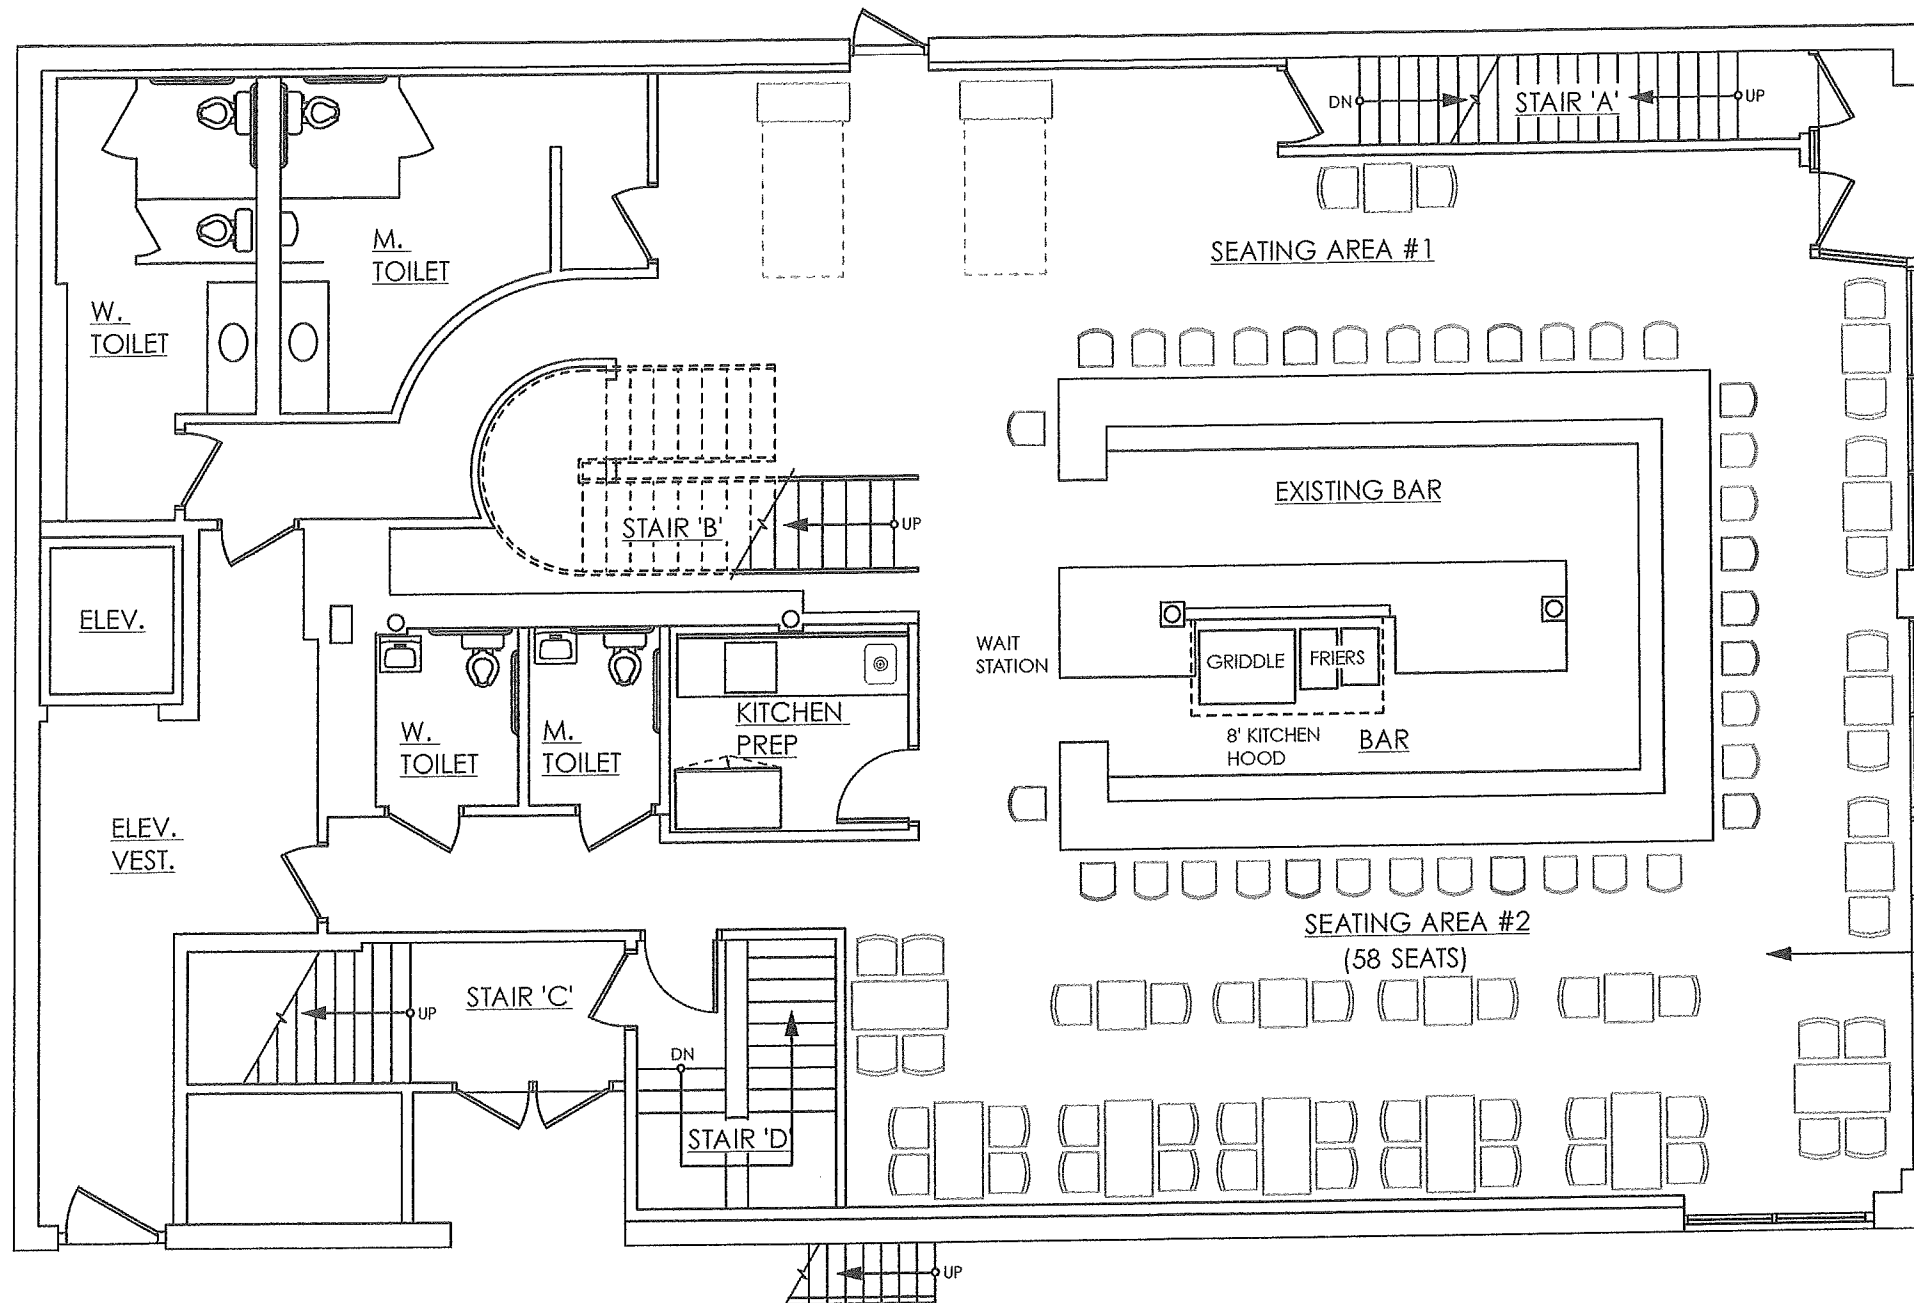 DN
STAIR 'A'
UP
SEATING AREA #1
M.
TOILET
W.
TOILET
EXISTING BAR
STAIR 'B'
UP
ELEV.
WAIT
STATION
GRIDDLE
FRIERS
KITCHEN
PREP
W.
TOILET
M.
TOILET
8' KITCHEN
HOOD
BAR
ELEV.
VEST.
SEATING AREA #2
(58 SEATS)
STAIR 'C'
UP
DN
STAIR 'D'
UP